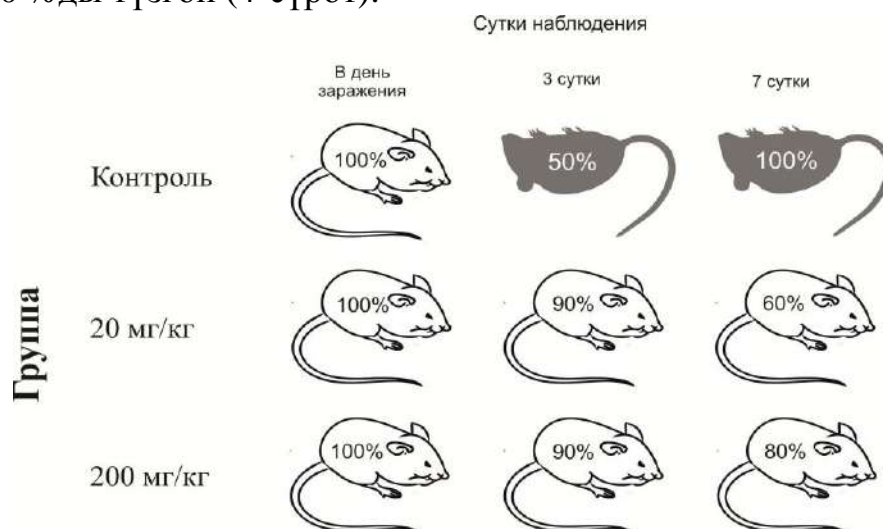 Сутки наблюдения
В день
заражения
3 сутки
7 сутки
Контроль
100%
50%
100%
Группа
20 мг/кг
100%
90%
60%
200 мг/кг
100%
90%
80%